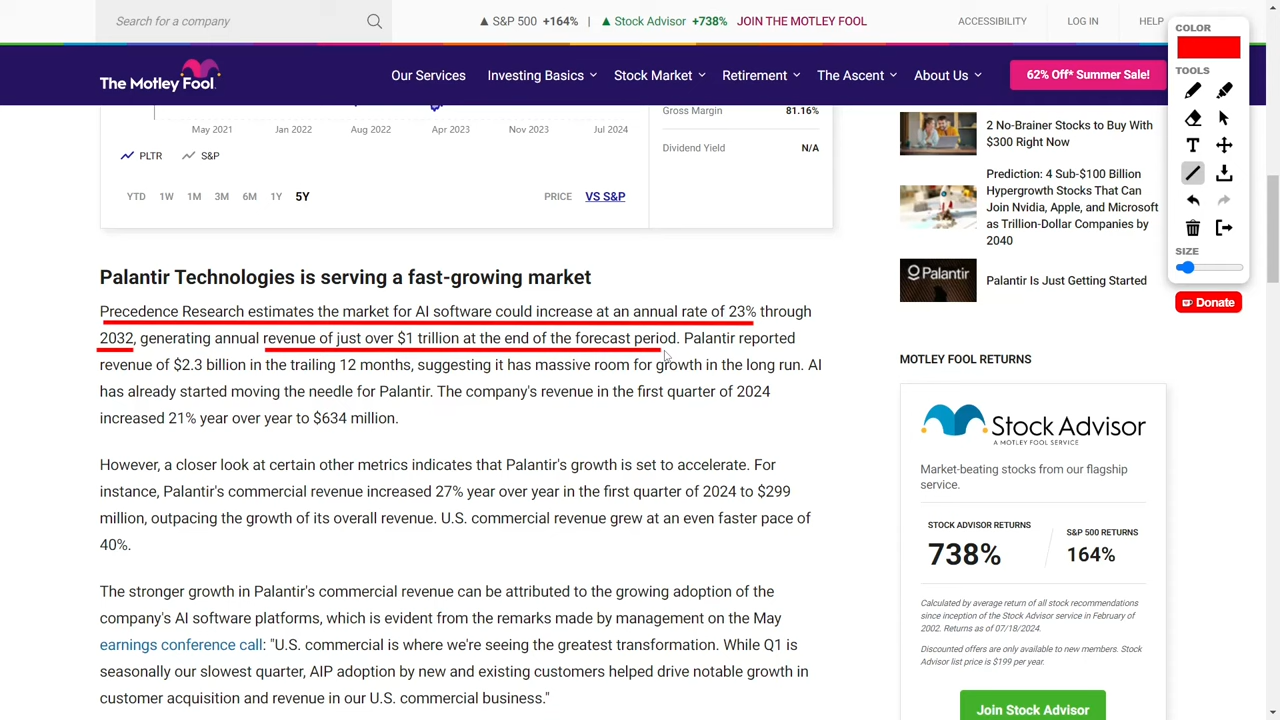 Search for a company
▲ S&P 500 +164% | ▲ Stock Advisor +738% JOIN THE MOTLEY FOOL
ACCESSIBILITY LOG IN HELP
The Motley Fool
Our Services Investing Basics Stock Market Retirement The Ascent About Us
62% Off* Summer Sale!
COLOR
TOOLS
T
SIZE
Donate
May 2021 Jan 2022 Aug 2022 Apr 2023 Nov 2023 Jul 2024
PLTR S&P
YTD 1W 1M 3M 6M 1Y 5Y
PRICE VS S&P
Gross Margin 81.16%
Dividend Yield N/A
Palantir Technologies is serving a fast-growing market
Precedence Research estimates the market for AI software could increase at an annual rate of 23% through
2032, generating annual revenue of just over $1 trillion at the end of the forecast period. Palantir reported
revenue of $2.3 billion in the trailing 12 months, suggesting it has massive room for growth in the long run. AI
has already started moving the needle for Palantir. The company's revenue in the first quarter of 2024
increased 21% year over year to $634 million.
However, a closer look at certain other metrics indicates that Palantir's growth is set to accelerate. For
instance, Palantir's commercial revenue increased 27% year over year in the first quarter of 2024 to $299
million, outpacing the growth of its overall revenue. U.S. commercial revenue grew at an even faster pace of
40%.
The stronger growth in Palantir's commercial revenue can be attributed to the growing adoption of the
company's AI software platforms, which is evident from the remarks made by management on the May
earnings conference call: "U.S. commercial is where we're seeing the greatest transformation. While Q1 is
seasonally our slowest quarter, AIP adoption by new and existing customers helped drive notable growth in
customer acquisition and revenue in our U.S. commercial business."
2 No-Brainer Stocks to Buy With
$300 Right Now
Prediction: 4 Sub-$100 Billion
Hypergrowth Stocks That Can
Join Nvidia, Apple, and Microsoft
as Trillion-Dollar Companies by
2040
Palantir
Palantir Is Just Getting Started
MOTLEY FOOL RETURNS
Stock Advisor
A MOTLEY FOOL SERVICE
Market-beating stocks from our flagship
service.
STOCK ADVISOR RETURNS
738%
S&P 500 RETURNS
164%
Calculated by average return of all stock recommendations
since inception of the Stock Advisor service in February of
2002. Returns as of 07/18/2024.
Discounted offers are only available to new members. Stock
Advisor list price is $199 per year.
Join Stock Advisor